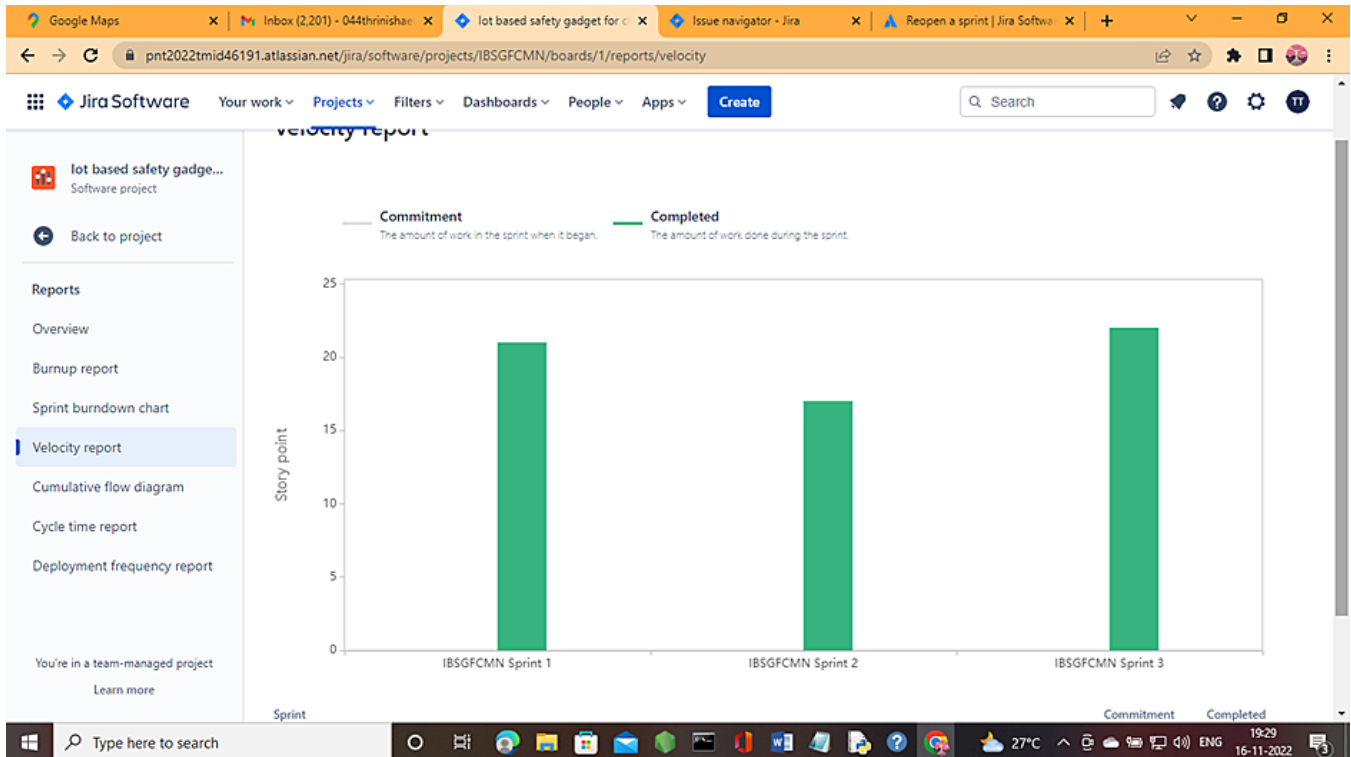 Google Maps
Inbox (2,201) - 044thrinishae
Iot based safety gadget for c
Issue navigator - Jira
Reopen a sprint | Jira Softwa
pnt2022tmid46191.atlassian.net/jira/software/projects/IBSGFCMN/boards/1/reports/velocity
Jira Software
Your work
Projects
Filters
Dashboards
People
Apps
Create
Search
TT
Velocity report
Iot based safety gadge...
Software project
Back to project
Reports
Overview
Burnup report
Sprint burndown chart
Velocity report
Cumulative flow diagram
Cycle time report
Deployment frequency report
You're in a team-managed project
Learn more
Commitment
The amount of work in the sprint when it began.
Completed
The amount of work done during the sprint.
Story point
25
20
15
10
5
0
IBSGFCMN Sprint 1
IBSGFCMN Sprint 2
IBSGFCMN Sprint 3
Sprint
Commitment
Completed
Type here to search
27°C
ENG
19:29
16-11-2022
3